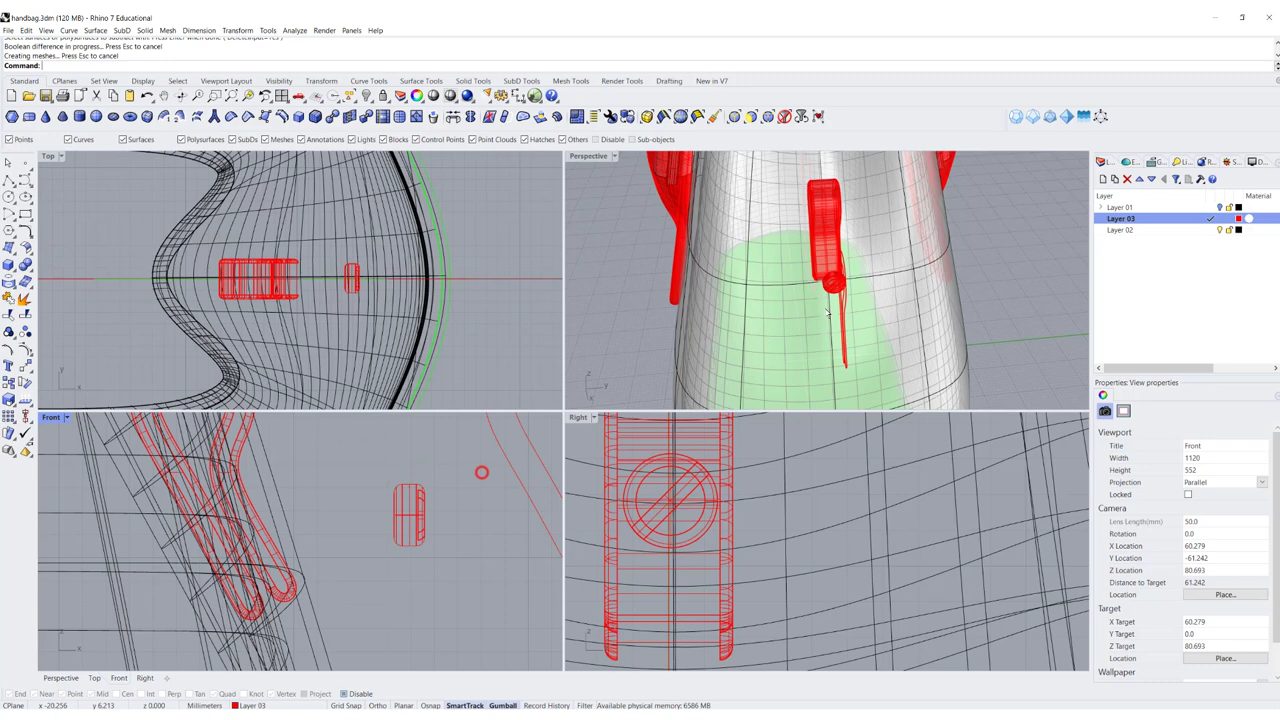 handbag.3dm (120 MB) - Rhino 7 Educational
File Edit View Curve Surface SubD Solid Mesh Dimension Transform Tools Analyze Render Panels Help
Boolean difference in progress... Press Esc to cancel
Creating meshes... Press Esc to cancel
Command:
Standard CPlanes Set View Display Select Viewport Layout Visibility Transform Curve Tools Surface Tools Solid Tools SubD Tools Mesh Tools Render Tools Drafting New in V7
Points Curves Surfaces Polysurfaces SubDs Meshes Annotations Lights Blocks Control Points Point Clouds Hatches Others Disable Sub-objects
Top
Perspective
Layer Material
Layer 01
Layer 03
Layer 02
y
x
z
y
x
Properties: View properties
Front
Right
Viewport
Title Front
Width 1120
Height 552
Projection Parallel
Locked
Camera
Lens Length(mm) 50.0
Rotation 0.0
X Location 60.279
Y Location -61.242
Z Location 80.693
Distance to Target 61.242
Location Place...
Target
X Target 60.279
Y Target 0.0
Z Target 80.693
Location Place...
Wallpaper
z
x
z
y
Perspective Top Front Right
End Near Point Mid Cen Int Perp Tan Quad Knot Vertex Project Disable
CPlane x -20.256 y 6.213 z 0.000 Millimeters Layer 03 Grid Snap Ortho Planar Osnap SmartTrack Gumball Record History Filter Available physical memory: 6586 MB